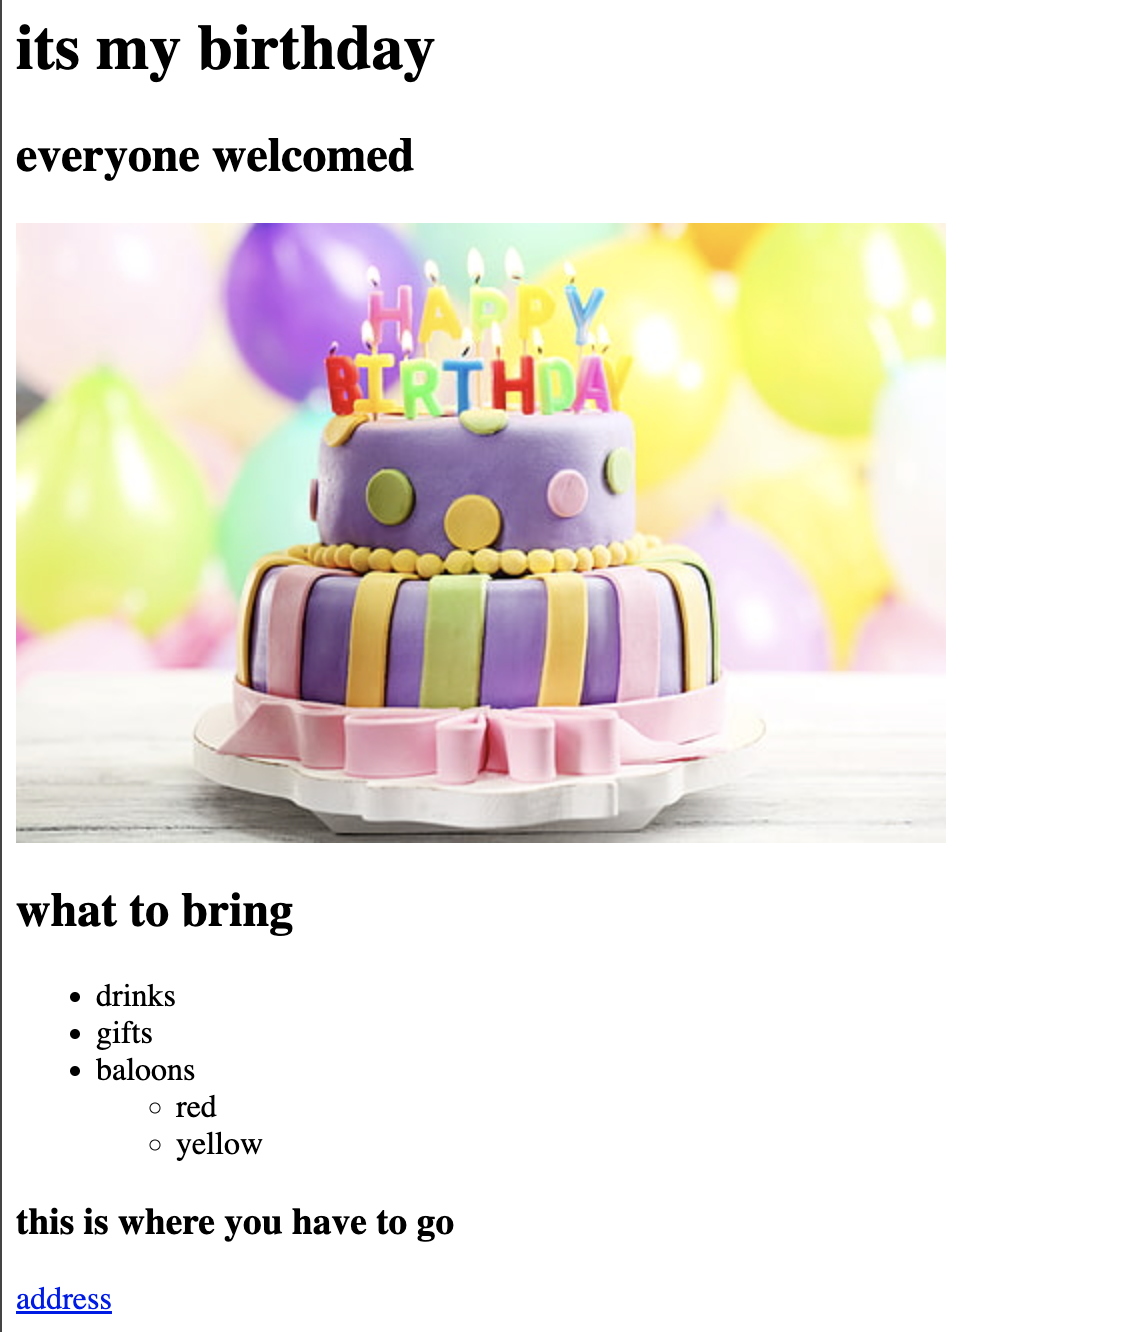 its my birthday
everyone welcomed
HAPPY
BIRTHDAY
what to bring
drinks
gifts
baloons
red
yellow
this is where you have to go
address